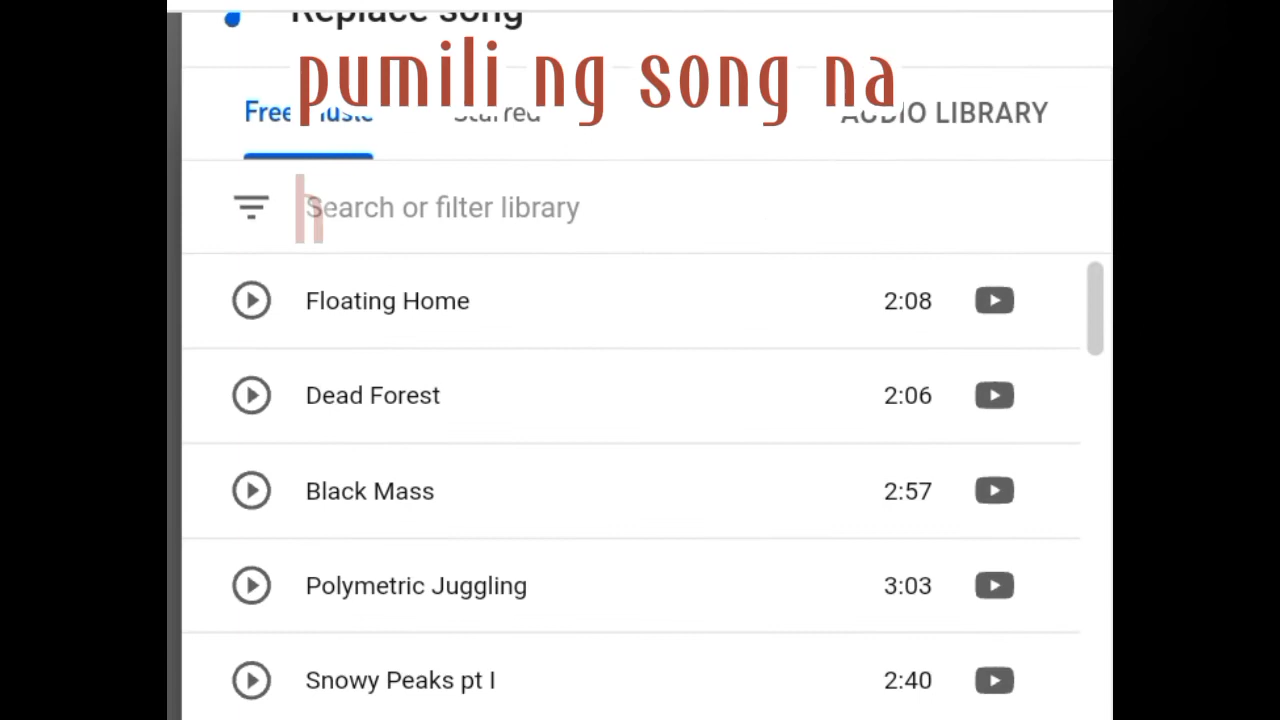 Replace song
pumili ng song na
Free music Starred AUDIO LIBRARY
h
Search or filter library
Floating Home 2:08
Dead Forest 2:06
Black Mass 2:57
Polymetric Juggling 3:03
Snowy Peaks pt I 2:40